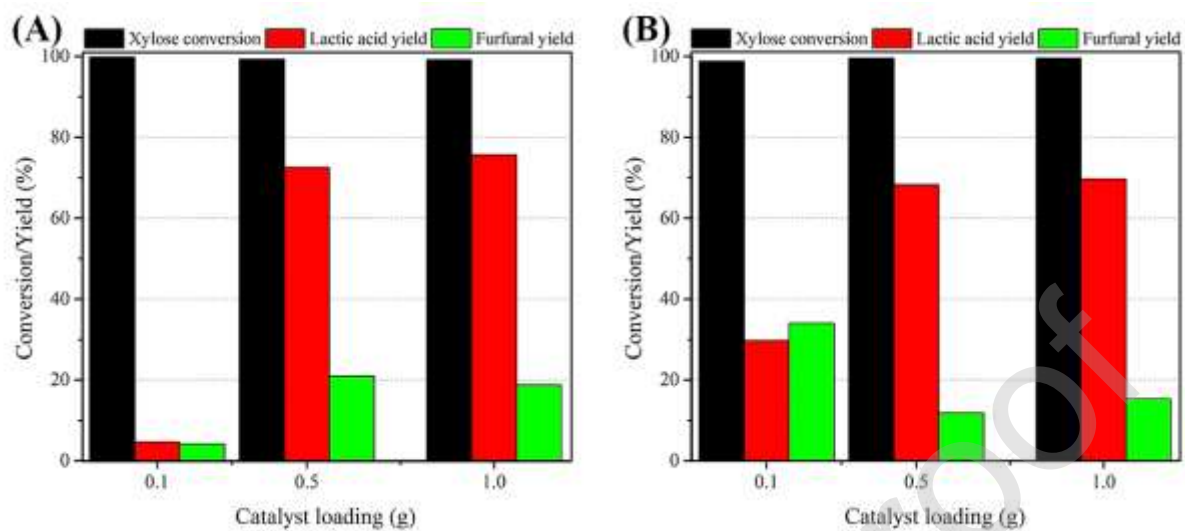 (A)
Xylose conversion Lactic acid yield Furfural yield
100
80
60
40
20
0
Conversion/Yield (%)
0.1 0.5 1.0
Catalyst loading (g)
(B)
Xylose conversion Lactic acid yield Furfural yield
100
80
60
40
20
0
Conversion/Yield (%)
0.1 0.5 1.0
Catalyst loading (g)
roof